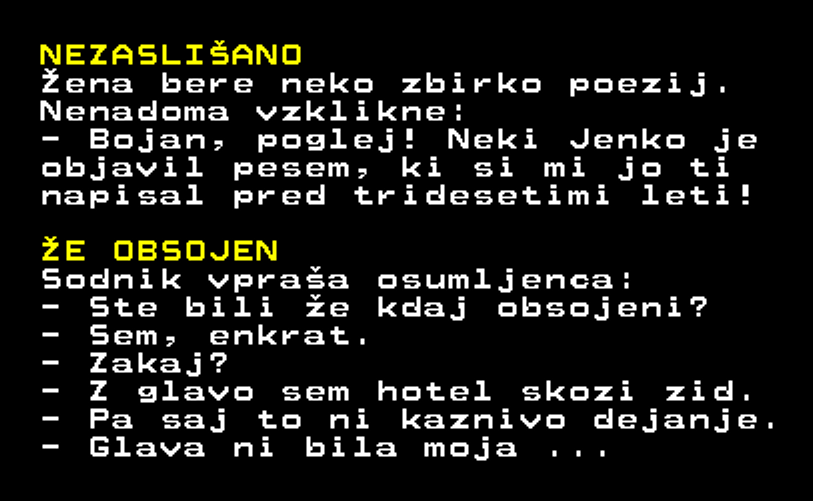 NEZASLIŠANO
Žena bere neko zbirko poezij.
Nenadoma vzklikne:
- Bojan, poglej! Neki Jenko je
objavil pesem, ki si mi jo ti
napisal pred tridesetimi leti!
ŽE OBSOJEN
Sodnik vpraša osumljenca:
- Ste bili že kdaj obsojeni?
- Sem, enkrat.
- Zakaj?
- Z glavo sem hotel skozi zid.
- Pa saj to ni kaznivo dejanje.
- Glava ni bila moja ...